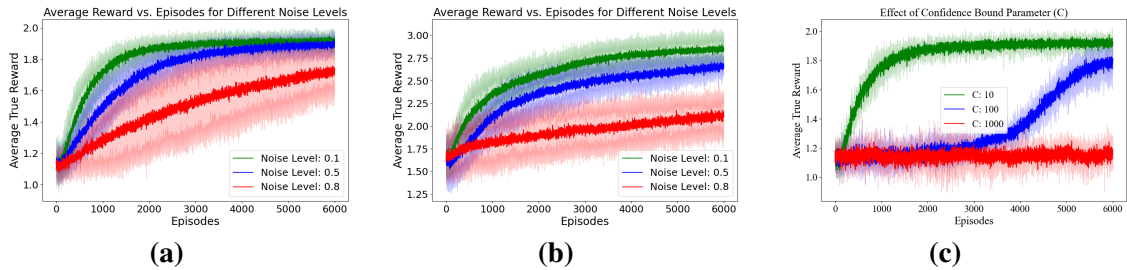 Average Reward vs. Episodes for Different Noise Levels
Average True Reward
2.0
1.8
1.6
1.4
1.2
1.0
0
1000
2000
3000
4000
5000
6000
Episodes
Noise Level: 0.1
Noise Level: 0.5
Noise Level: 0.8
(a)
Average Reward vs. Episodes for Different Noise Levels
Average True Reward
3.00
2.75
2.50
2.25
2.00
1.75
1.50
1.25
0
1000
2000
3000
4000
5000
6000
Episodes
Noise Level: 0.1
Noise Level: 0.5
Noise Level: 0.8
(b)
Effect of Confidence Bound Parameter (C)
Average True Reward
2.0
1.8
1.6
1.4
1.2
1.0
0
1000
2000
3000
4000
5000
6000
Episodes
C: 10
C: 100
C: 1000
(c)